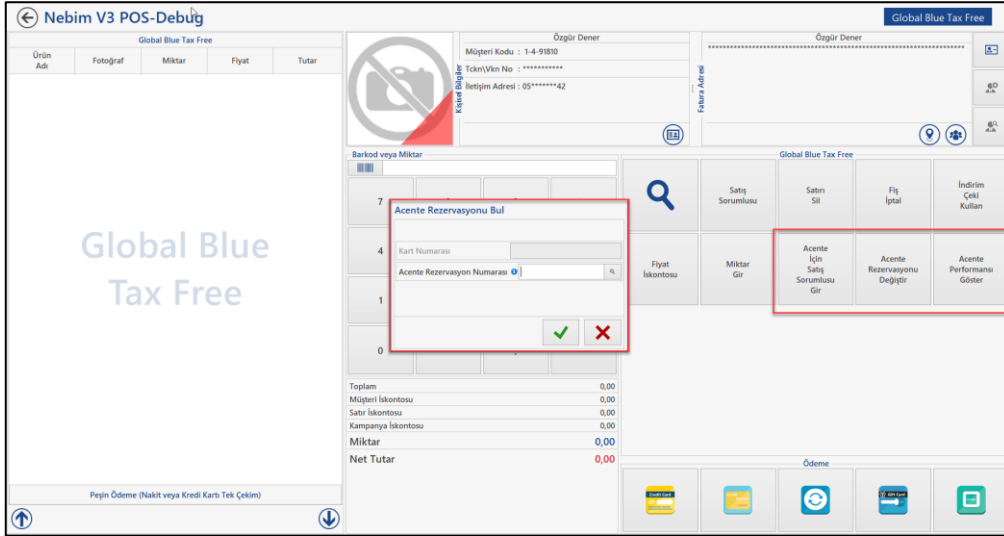 Nebim V3 POS-Debug
Global Blue Tax Free
Global Blue Tax Free
Ürün Adı
Fotoğraf
Miktar
Fiyat
Tutar
Global Blue
Tax Free
Peşin Ödeme (Nakit veya Kredi Kartı Tek Çekim)
Özgür Dener
Kişisel Bilgiler
Müşteri Kodu : 1-4-91810
Tckn\Vkn No : ***********
İletişim Adresi : 05*******42
Özgür Dener
Fatura Adresi
Barkod veya Miktar
7
4
1
0
Acente Rezervasyonu Bul
Kart Numarası
Acente Rezervasyon Numarası
Toplam 0,00
Müşteri İskontosu 0,00
Satır İskontosu 0,00
Kampanya İskontosu 0,00
Miktar 0,00
Net Tutar 0,00
Global Blue Tax Free
Satış Sorumlusu
Satırı Sil
Fiş İptal
İndirim Çeki Kullan
Fiyat İskontosu
Miktar Gir
Acente İçin Satış Sorumlusu Gir
Acente Rezervasyonu Değiştir
Acente Performansı Göster
Ödeme
Credit Card
Gift Card